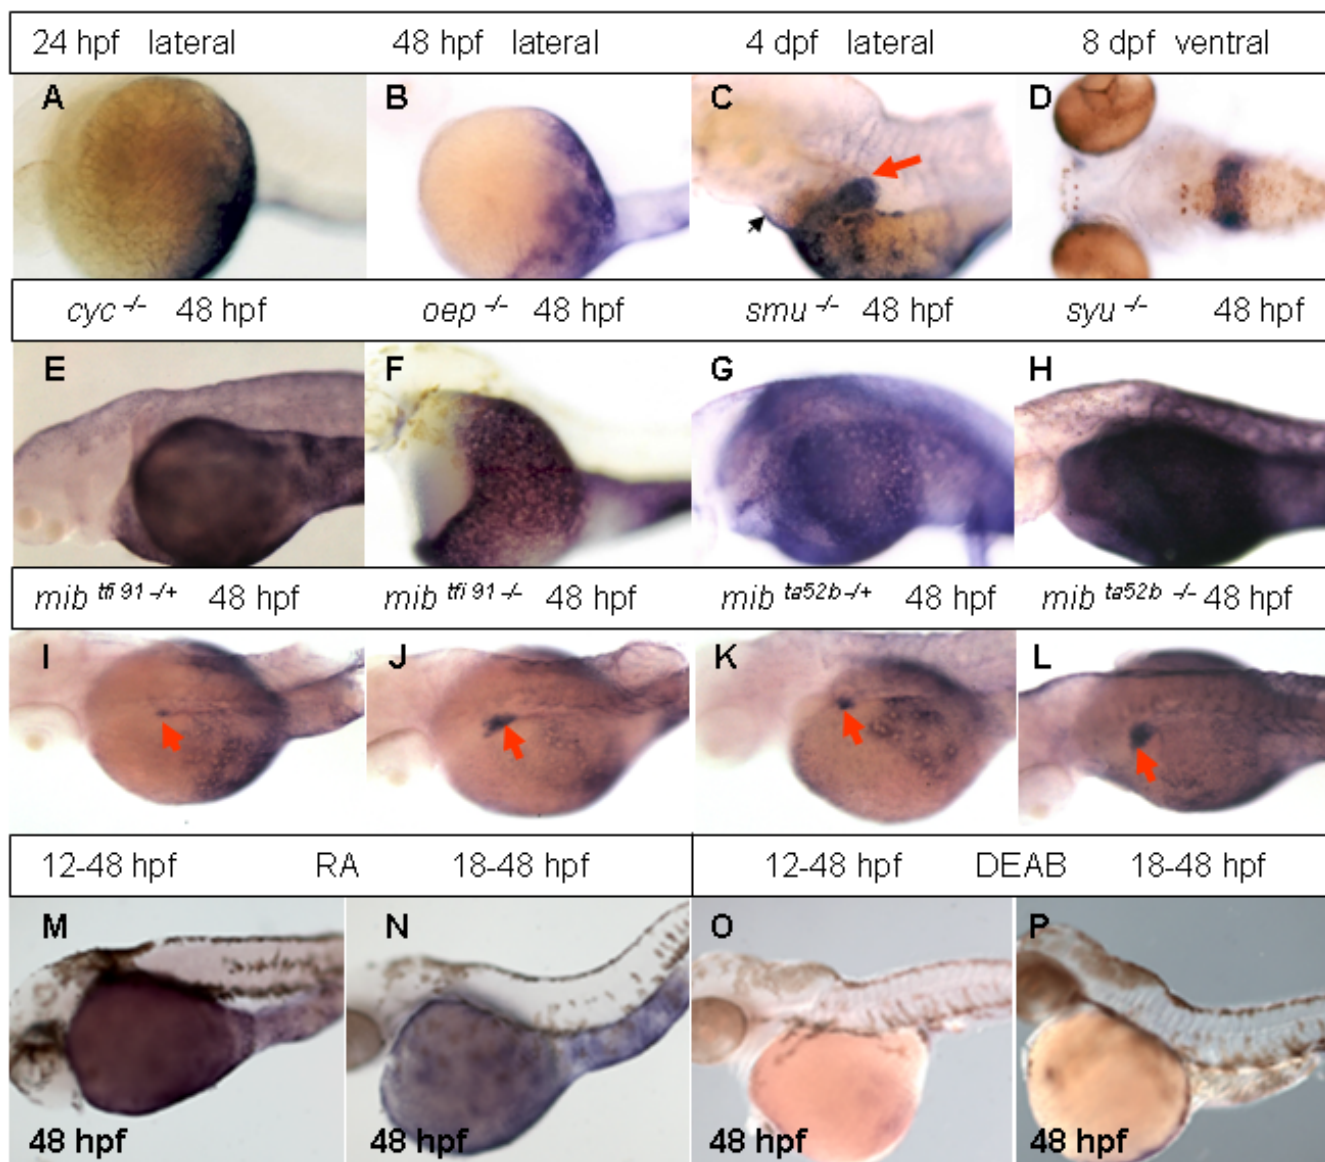 24 hpf lateral 48 hpf lateral 4 dpf lateral 8 dpf ventral
A B C D
cyc -/- 48 hpf oep -/- 48 hpf smu -/- 48 hpf syu -/- 48 hpf
E F G H
mib tfi 91 -/+ 48 hpf mib tfi 91 -/- 48 hpf mib ta52b -/+ 48 hpf mib ta52b -/- 48 hpf
I J K L
12-48 hpf RA 18-48 hpf 12-48 hpf DEAB 18-48 hpf
M N O P
48 hpf 48 hpf 48 hpf 48 hpf